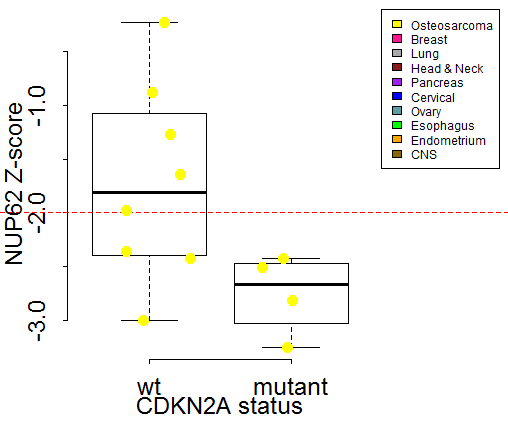 Osteosarcoma
Breast
Lung
Head & Neck
Pancreas
Cervical
Ovary
Esophagus
Endometrium
CNS
NUP62 Z-score
-1.0
-2.0
-3.0
wt mutant
CDKN2A status